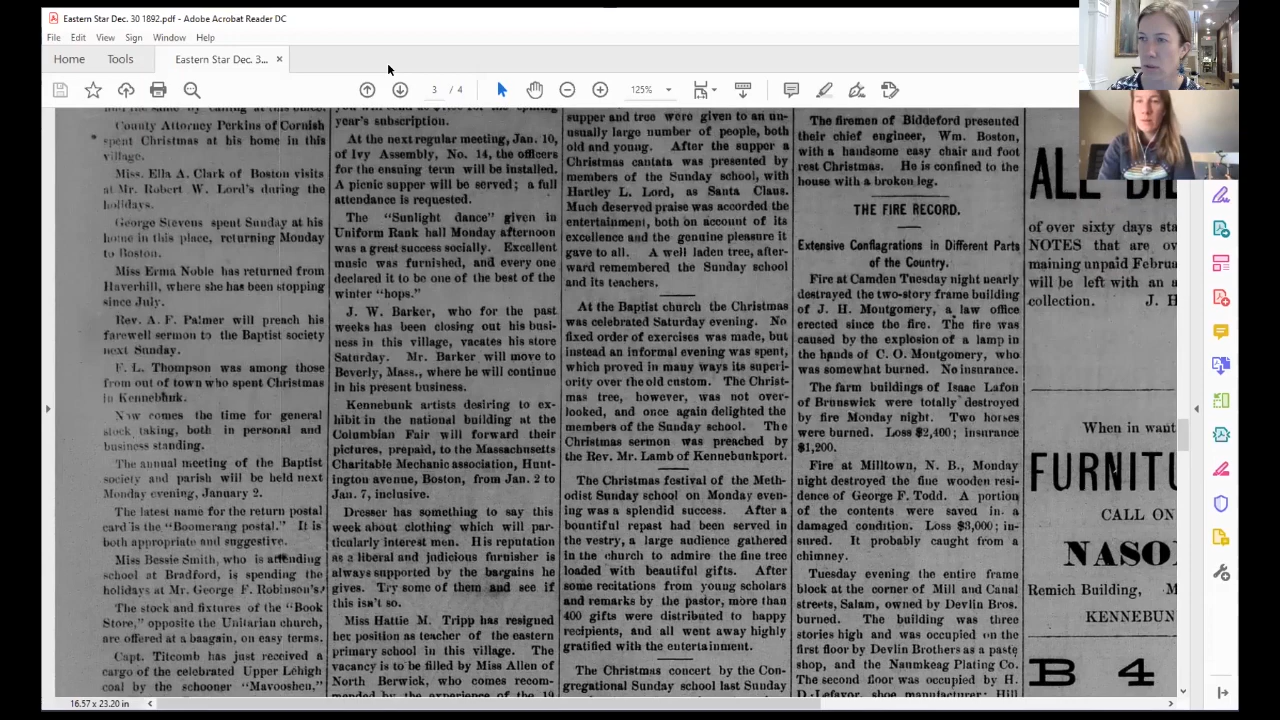 Eastern Star Dec. 30 1892.pdf - Adobe Acrobat Reader DC
File Edit View Sign Window Help
Home Tools Eastern Star Dec. 3... ×
3 / 4 125%
County Attorney Perkins of Cornish
spent Christmas at his home in this
village.
Miss. Ella A. Clark of Boston visits
at Mr. Robert W. Lord's during the
holidays.
George Stevens spent Sunday at his
home in this place, returning Monday
to Boston.
Miss Erma Noble has returned from
Haverhill, where she has been stopping
since July.
Rev. A. F. Palmer will preach his
farewell sermon to the Baptist society
next Sunday.
F. L. Thompson was among those
from out of town who spent Christmas
in Kennebunk.
Now comes the time for general
stock taking, both in personal and
business standing.
The annual meeting of the Baptist
society and parish will be held next
Monday evening, January 2.
The latest name for the return postal
card is the "Boomerang postal." It is
both appropriate and suggestive.
Miss Bessie Smith, who is attending
school at Bradford, is spending the
holidays at Mr. George F. Robinson's.
The stock and fixtures of the "Book
Store," opposite the Unitarian church,
are offered at a baagain, on easy terms.
Capt. Titcomb has just received a
cargo of the celebrated Upper Lehigh
coal by the schooner "Mavooshen,"
year's subscription.
At the next regular meeting, Jan. 10,
of Ivy Assembly, No. 14, the officers
for the ensuing term will be installed.
A picnic supper will be served; a full
attendance is requested.
The "Sunlight dance" given in
Uniform Rank hall Monday afternoon
was a great success socially. Excellent
music was furnished, and every one
declared it to be one of the best of the
winter "hops."
J. W. Barker, who for the past
weeks has been closing out his busi-
ness in this village, vacates his store
Saturday. Mr. Barker will move to
Beverly, Mass., where he will continue
in his present business.
Kennebunk artists desiring to ex-
hibit in the national building at the
Columbian Fair will forward their
pictures, prepaid, to the Massachusetts
Charitable Mechanic association, Hunt-
ington avenue, Boston, from Jan. 2 to
Jan. 7, inclusive.
Dresser has something to say this
week about clothing which will par-
ticularly interest men. His reputation
as a liberal and judicious furnisher is
always supported by the bargains he
gives. Try some of them and see if
this isn't so.
Miss Hattie M. Tripp has resigned
her position as teacher of the eastern
primary school in this village. The
vacancy is to be filled by Miss Allen of
North Berwick, who comes recom-
mended by the experience of the 19
supper and tree were given to an un-
usually large number of people, both
old and young. After the supper a
Christmas cantata was presented by
members of the Sunday school, with
Hartley L. Lord, as Santa Claus.
Much deserved praise was accorded the
entertainment, both on account of its
excellence and the genuine pleasure it
gave to all. A well laden tree, after-
ward remembered the Sunday school
and its teachers.
At the Baptist church the Christmas
was celebrated Saturday evening. No
fixed order of exercises was made, but
instead an informal evening was spent,
which proved in many ways its superi-
ority over the old custom. The Christ-
mas tree, however, was not over-
looked, and once again delighted the
members of the Sunday school. The
Christmas sermon was preached by
the Rev. Mr. Lamb of Kennebunkport.
The Christmas festival of the Meth-
odist Sunday school on Monday even-
ing was a splendid success. After a
bountiful repast had been served in
the vestry, a large audience gathered
in the church to admire the fine tree
loaded with beautiful gifts. After
some recitations from young scholars
and remarks by the pastor, more than
400 gifts were distributed to happy
recipients, and all went away highly
gratified with the entertainment.
The Christmas concert by the Con-
gregational Sunday school last Sunday
The firemen of Biddeford presented
their chief engineer, Wm. Boston,
with a handsome easy chair and foot
rest Christmas. He is confined to the
house with a broken leg.
THE FIRE RECORD.
Extensive Conflagrations in Different Parts
of the Country.
Fire at Camden Tuesday night nearly
destroyed the two-story frame building
of J. H. Montgomery, a law office
erected since the fire. The fire was
caused by the explosion of a lamp in
the hands of C. O. Montgomery, who
was somewhat burned. No insurance.
The farm buildings of Isaac Lafon
of Brunswick were totally destroyed
by fire Monday night. Two horses
were burned. Loss $2,400; insurance
$1,200.
Fire at Milltown, N. B., Monday
night destroyed the fine wooden resi-
dence of George F. Todd. A portion
of the contents were saved in a
damaged condition. Loss $3,000; in-
sured. It probably caught from a
chimney.
Tuesday evening the entire frame
block at the corner of Mill and Canal
streets, Salam, owned by Devlin Bros.
burned. The building was three
stories high and was occupied on the
first floor by Devlin Brothers as a paste
shop, and the Naumkeag Plating Co.
The second floor was occupied by H.
D. Lefavor, shoe manufacturer; Hill
ALL BIL
of over sixty days sta
NOTES that are ov
maining unpaid Februa
will be left with an a
collection. J. H
When in want
FURNITU
CALL ON
NASO
Remich Building, M
KENNEBUN
B 4
16.57 x 23.20 in